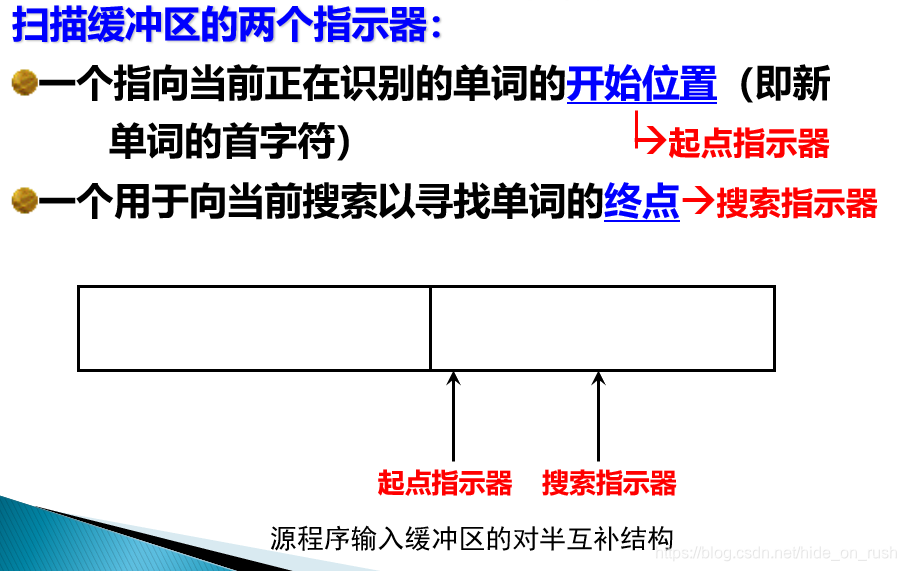 扫描缓冲区的两个指示器：
一个指向当前正在识别的单词的开始位置（即新
单词的首字符）
→起点指示器
一个用于向当前搜索以寻找单词的终点→搜索指示器
起点指示器 搜索指示器
源程序输入缓冲区的对半互补结构
https://blog.csdn.net/hide_on_rush